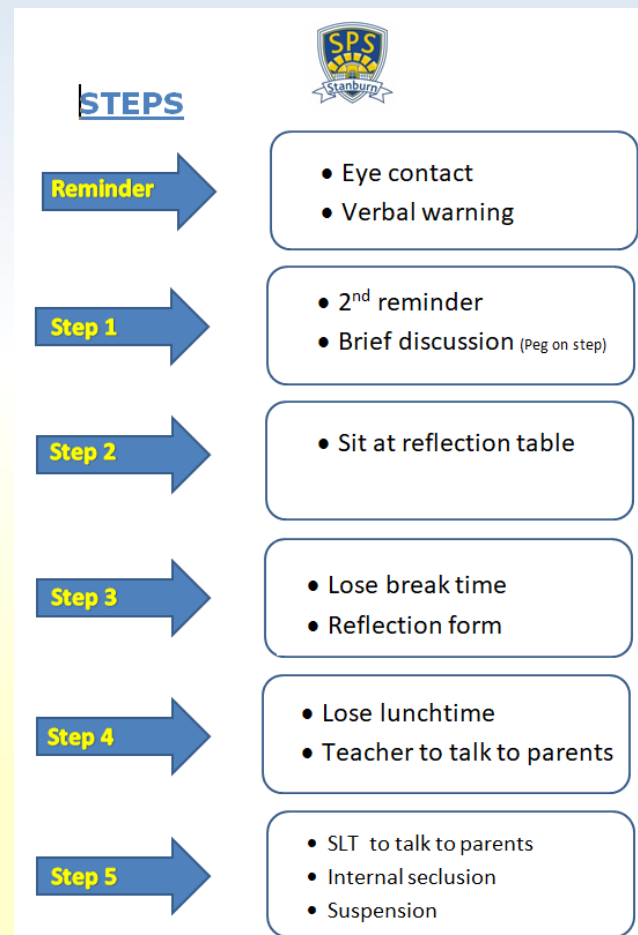 SPS
Stanburn
STEPS
Reminder
• Eye contact
• Verbal warning
Step 1
• 2nd reminder
• Brief discussion (Peg on step)
Step 2
• Sit at reflection table
Step 3
• Lose break time
• Reflection form
Step 4
• Lose lunchtime
• Teacher to talk to parents
Step 5
• SLT to talk to parents
• Internal seclusion
• Suspension